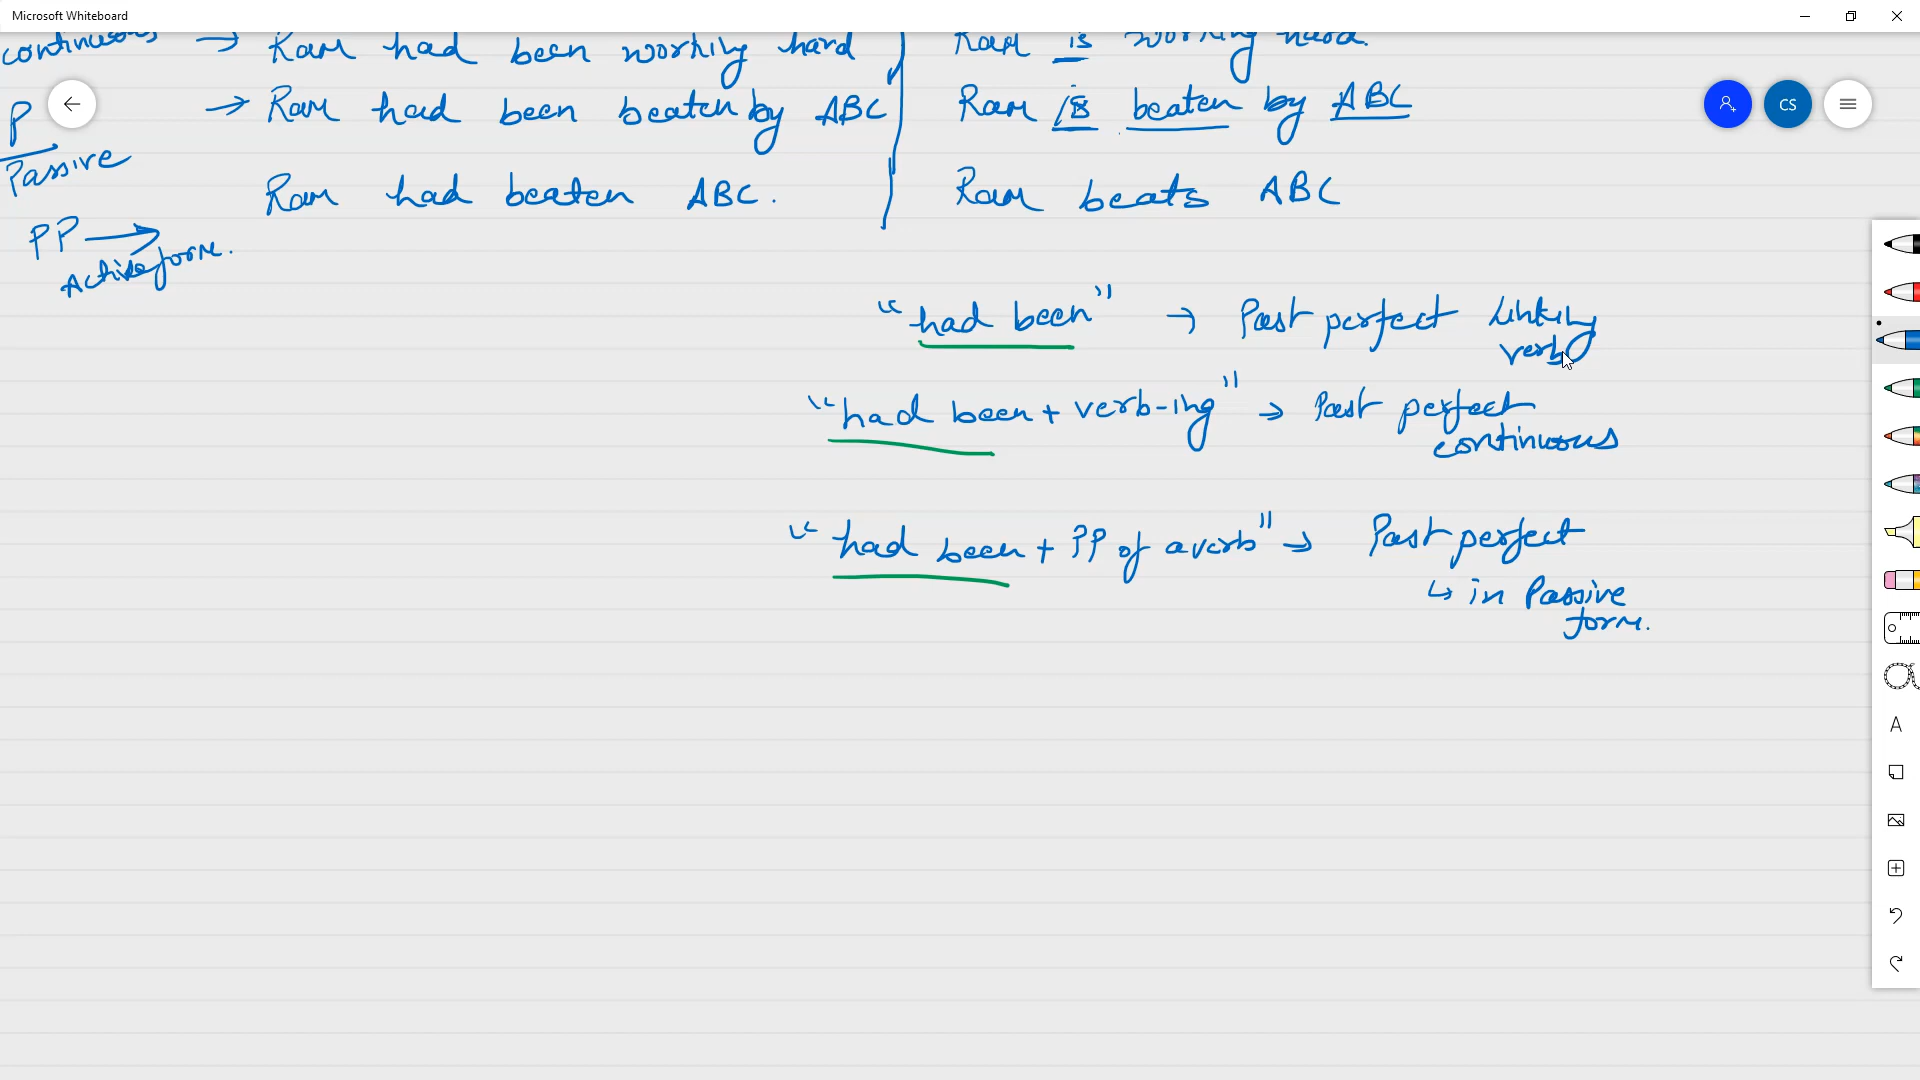 Microsoft Whiteboard
continuous → Ram had been working hard
Ram is working hard.
P → Ram had been beaten by ABC
Ram is beaten by ABC
CS
Passive
Ram had beaten ABC.
Ram beats ABC
PP →
Active form.
"had been" → Past perfect linking
verb
"had been + verb-ing" → Past perfect
continuous
"had been + PP of a verb" → Past perfect
↳ in Passive
form.
A